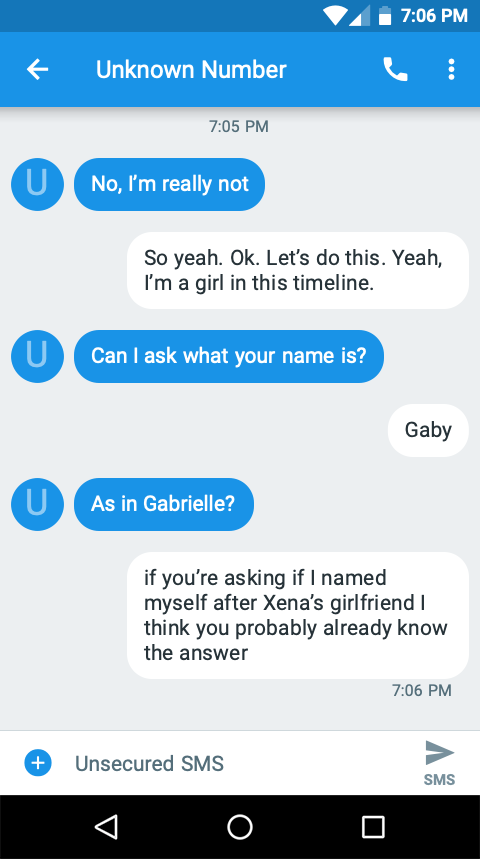 7:06 PM
Unknown Number
7:05 PM
U
No, I’m really not
So yeah. Ok. Let’s do this. Yeah,
I’m a girl in this timeline.
U
Can I ask what your name is?
Gaby
U
As in Gabrielle?
if you’re asking if I named
myself after Xena’s girlfriend I
think you probably already know
the answer
7:06 PM
Unsecured SMS
SMS